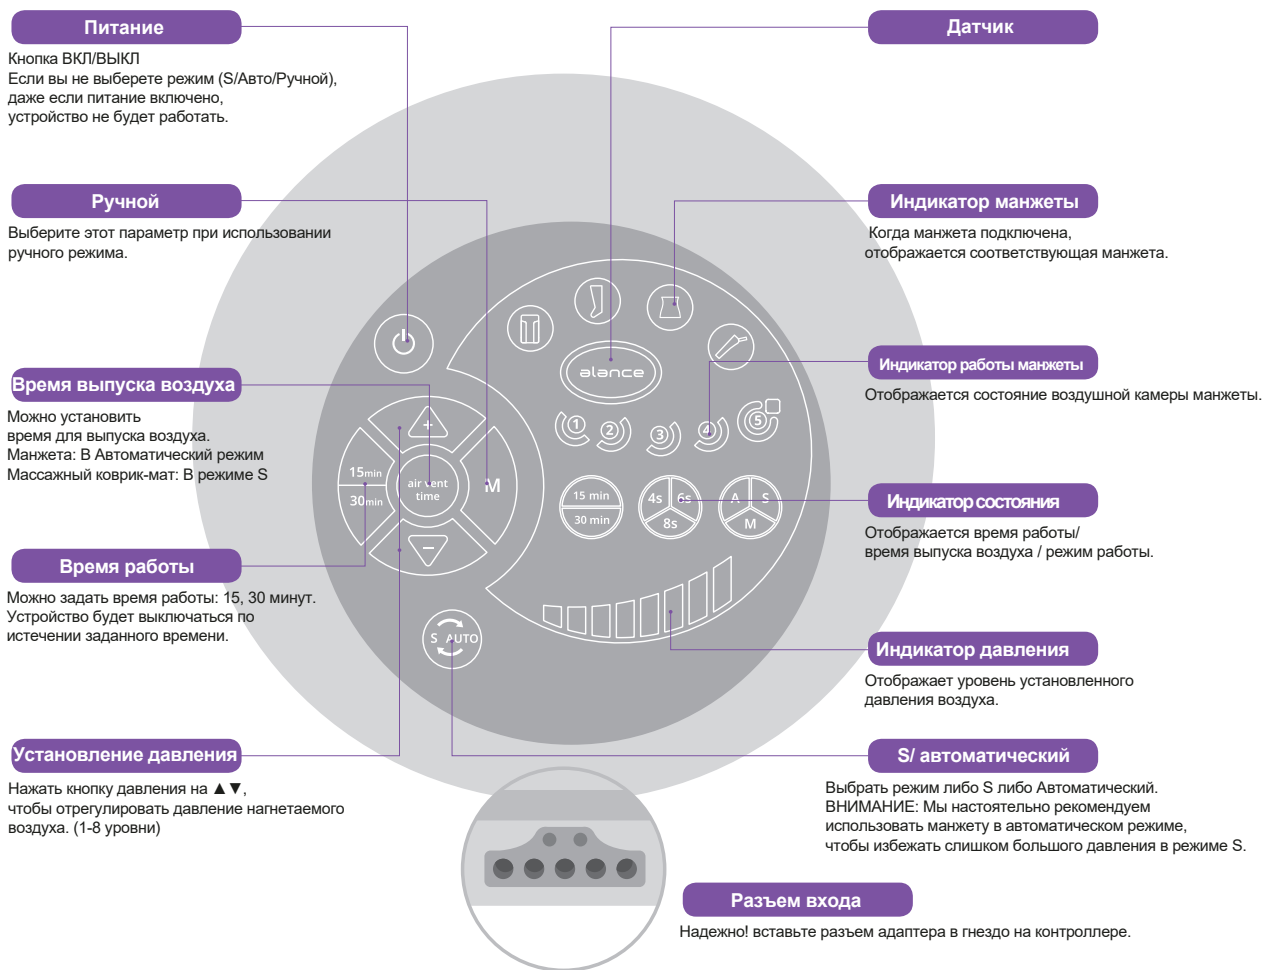 Питание
Кнопка ВКЛ/ВЫКЛ
Если вы не выберете режим (S/Авто/Ручной),
даже если питание включено,
устройство не будет работать.
Ручной
Выберите этот параметр при использовании
ручного режима.
Время выпуска воздуха
Можно установить
время для выпуска воздуха.
Манжета: В Автоматический режим
Массажный коврик-мат: В режиме S
Время работы
Можно задать время работы: 15, 30 минут.
Устройство будет выключаться по
истечении заданного времени.
Установление давления
Нажать кнопку давления на ▲▼,
чтобы отрегулировать давление нагнетаемого
воздуха. (1-8 уровни)
+
15min
30min
air vent
time
M
−
S AUTO
alance
1 2 3 4 5
15 min
30 min
4s 6s
8s
A S
M
Датчик
Индикатор манжеты
Когда манжета подключена,
отображается соответствующая манжета.
Индикатор работы манжеты
Отображается состояние воздушной камеры манжеты.
Индикатор состояния
Отображается время работы/
время выпуска воздуха / режим работы.
Индикатор давления
Отображает уровень установленного
давления воздуха.
S/ автоматический
Выбрать режим либо S либо Автоматический.
ВНИМАНИЕ: Мы настоятельно рекомендуем
использовать манжету в автоматическом режиме,
чтобы избежать слишком большого давления в режиме S.
Разъем входа
Надежно! вставьте разъем адаптера в гнездо на контроллере.